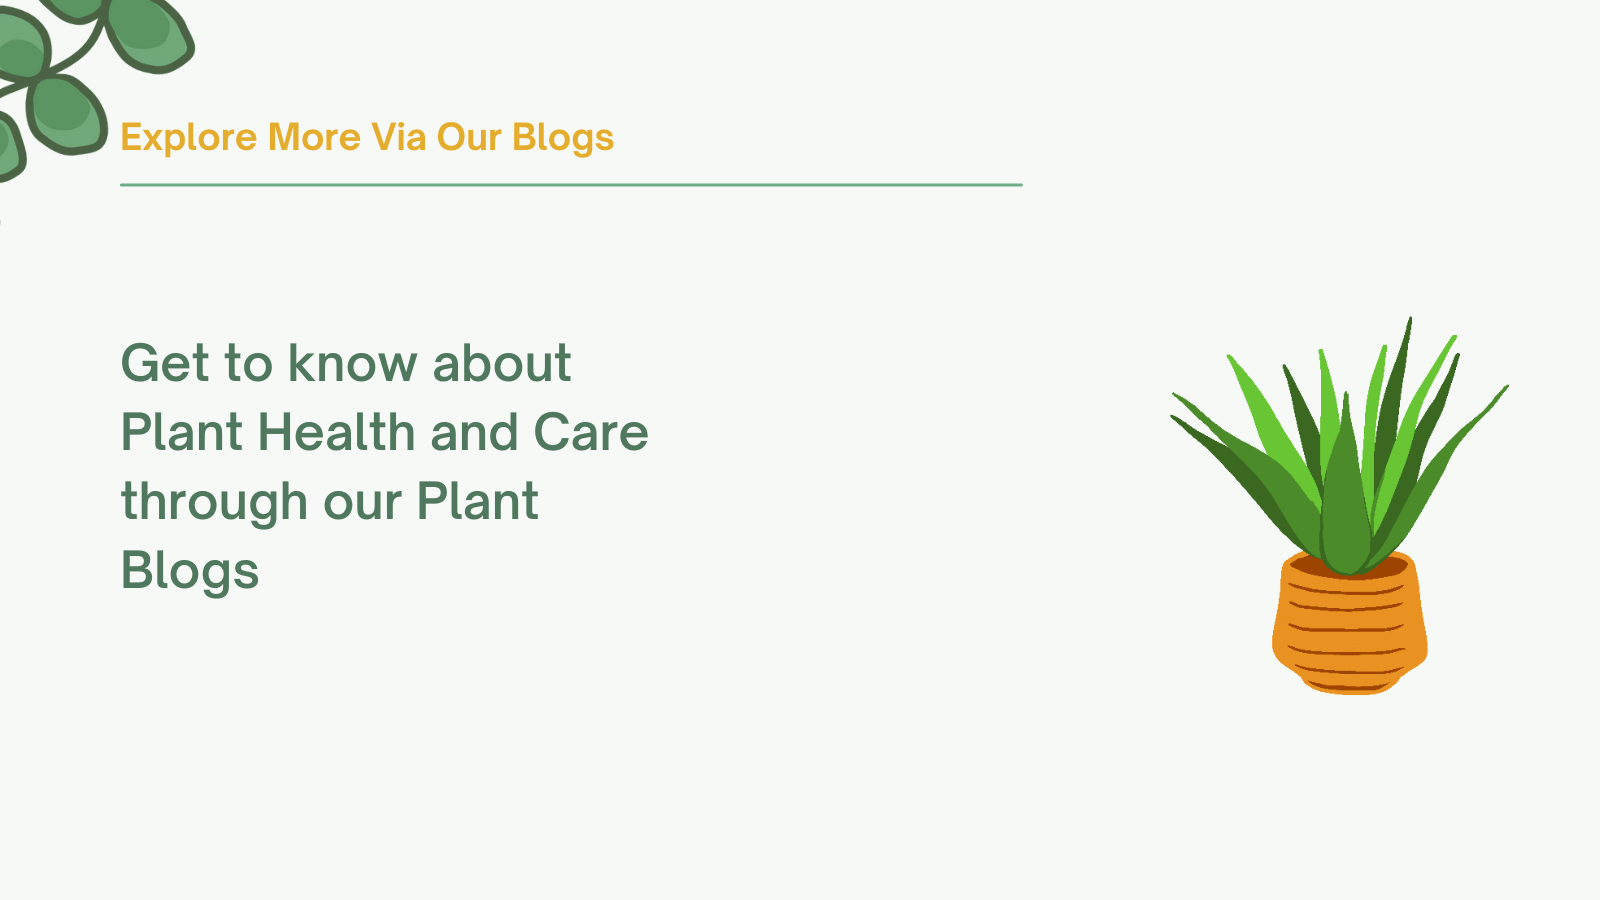 Explore More Via Our Blogs
Get to know about
Plant Health and Care
through our Plant
Blogs